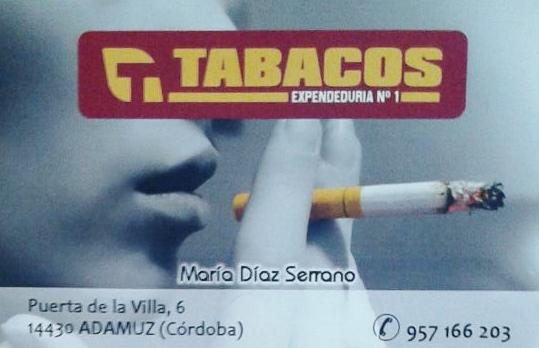 TABACOS
EXPENDEDURIA Nº 1
María Díaz Serrano
Puerta de la Villa, 6
14430 ADAMUZ (Córdoba)
✆ 957 166 203